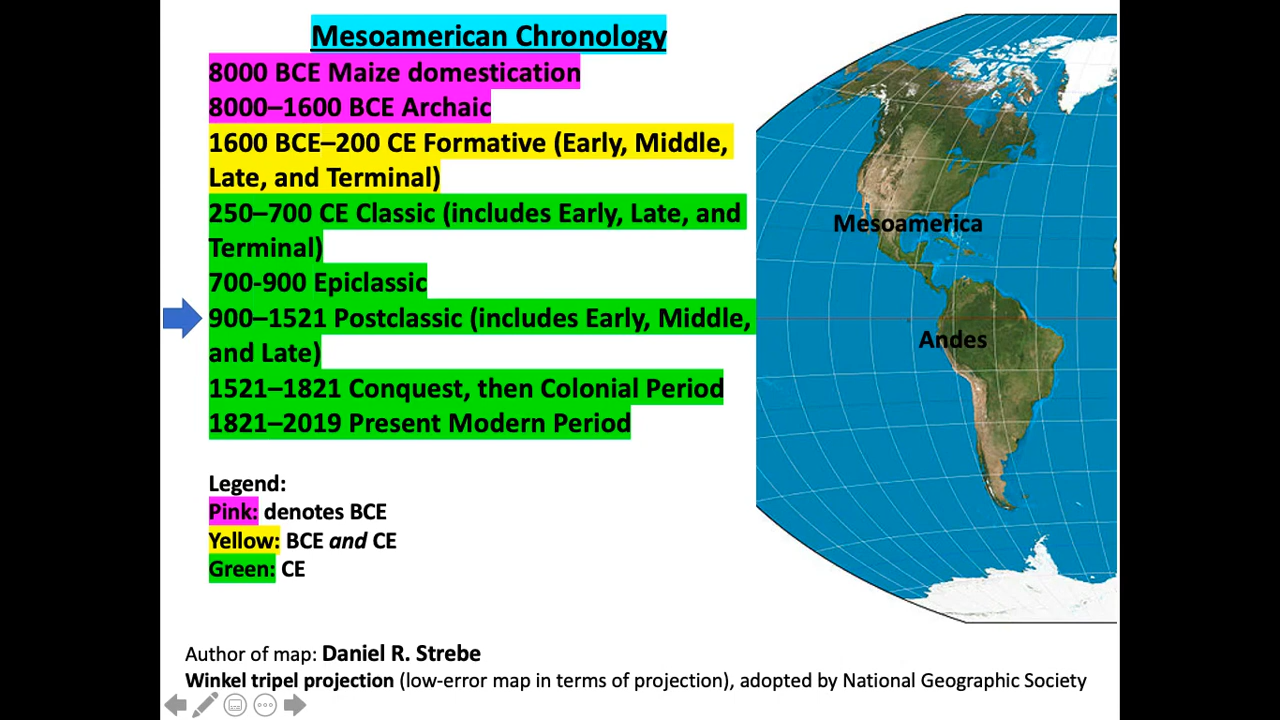 Mesoamerican Chronology
8000 BCE Maize domestication
8000–1600 BCE Archaic
1600 BCE–200 CE Formative (Early, Middle,
Late, and Terminal)
250–700 CE Classic (includes Early, Late, and
Terminal)
700-900 Epiclassic
900–1521 Postclassic (includes Early, Middle,
and Late)
1521–1821 Conquest, then Colonial Period
1821–2019 Present Modern Period
Legend:
Pink: denotes BCE
Yellow: BCE and CE
Green: CE
Mesoamerica
Andes
Author of map: Daniel R. Strebe
Winkel tripel projection (low-error map in terms of projection), adopted by National Geographic Society